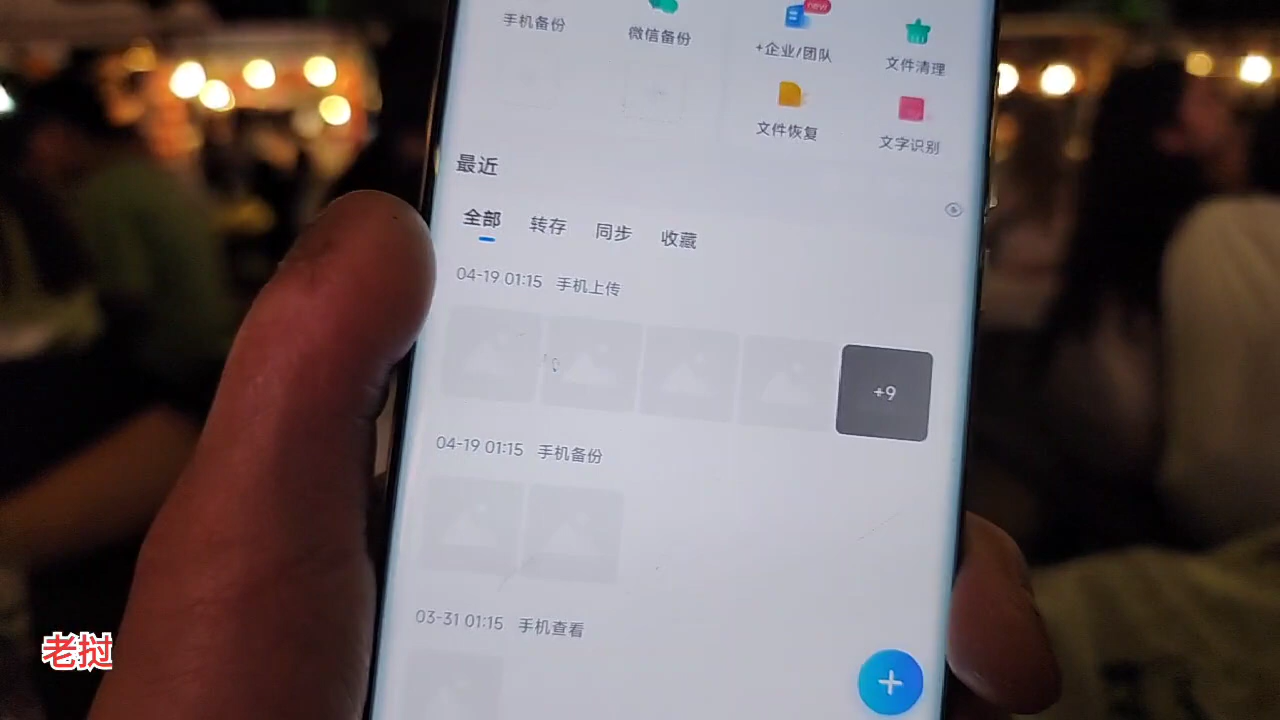 new
手机备份
微信备份
+企业/团队
文件清理
文件恢复
文字识别
最近
全部 转存 同步 收藏
04-19 01:15 手机上传
+9
04-19 01:15 手机备份
03-31 01:15 手机查看
老挝